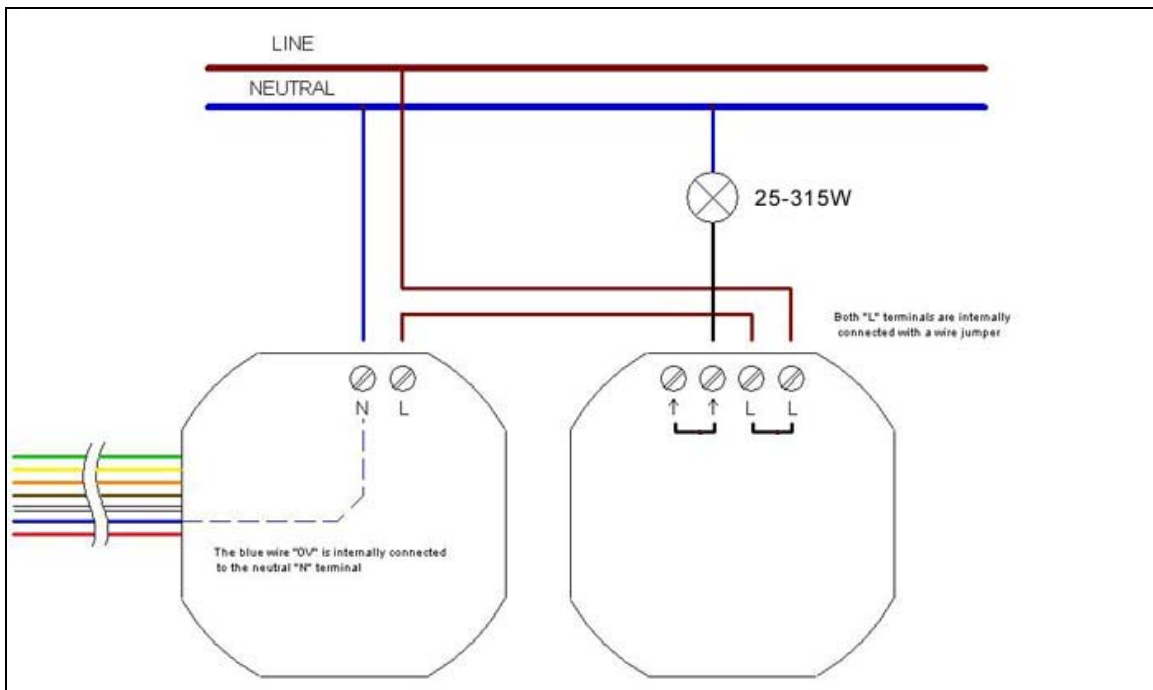 LINE
NEUTRAL
25-315W
Both "L" terminals are internally
connected with a wire jumper
N L
↑ ↑ L L
The blue wire "0V" is internally connected
to the neutral "N" terminal